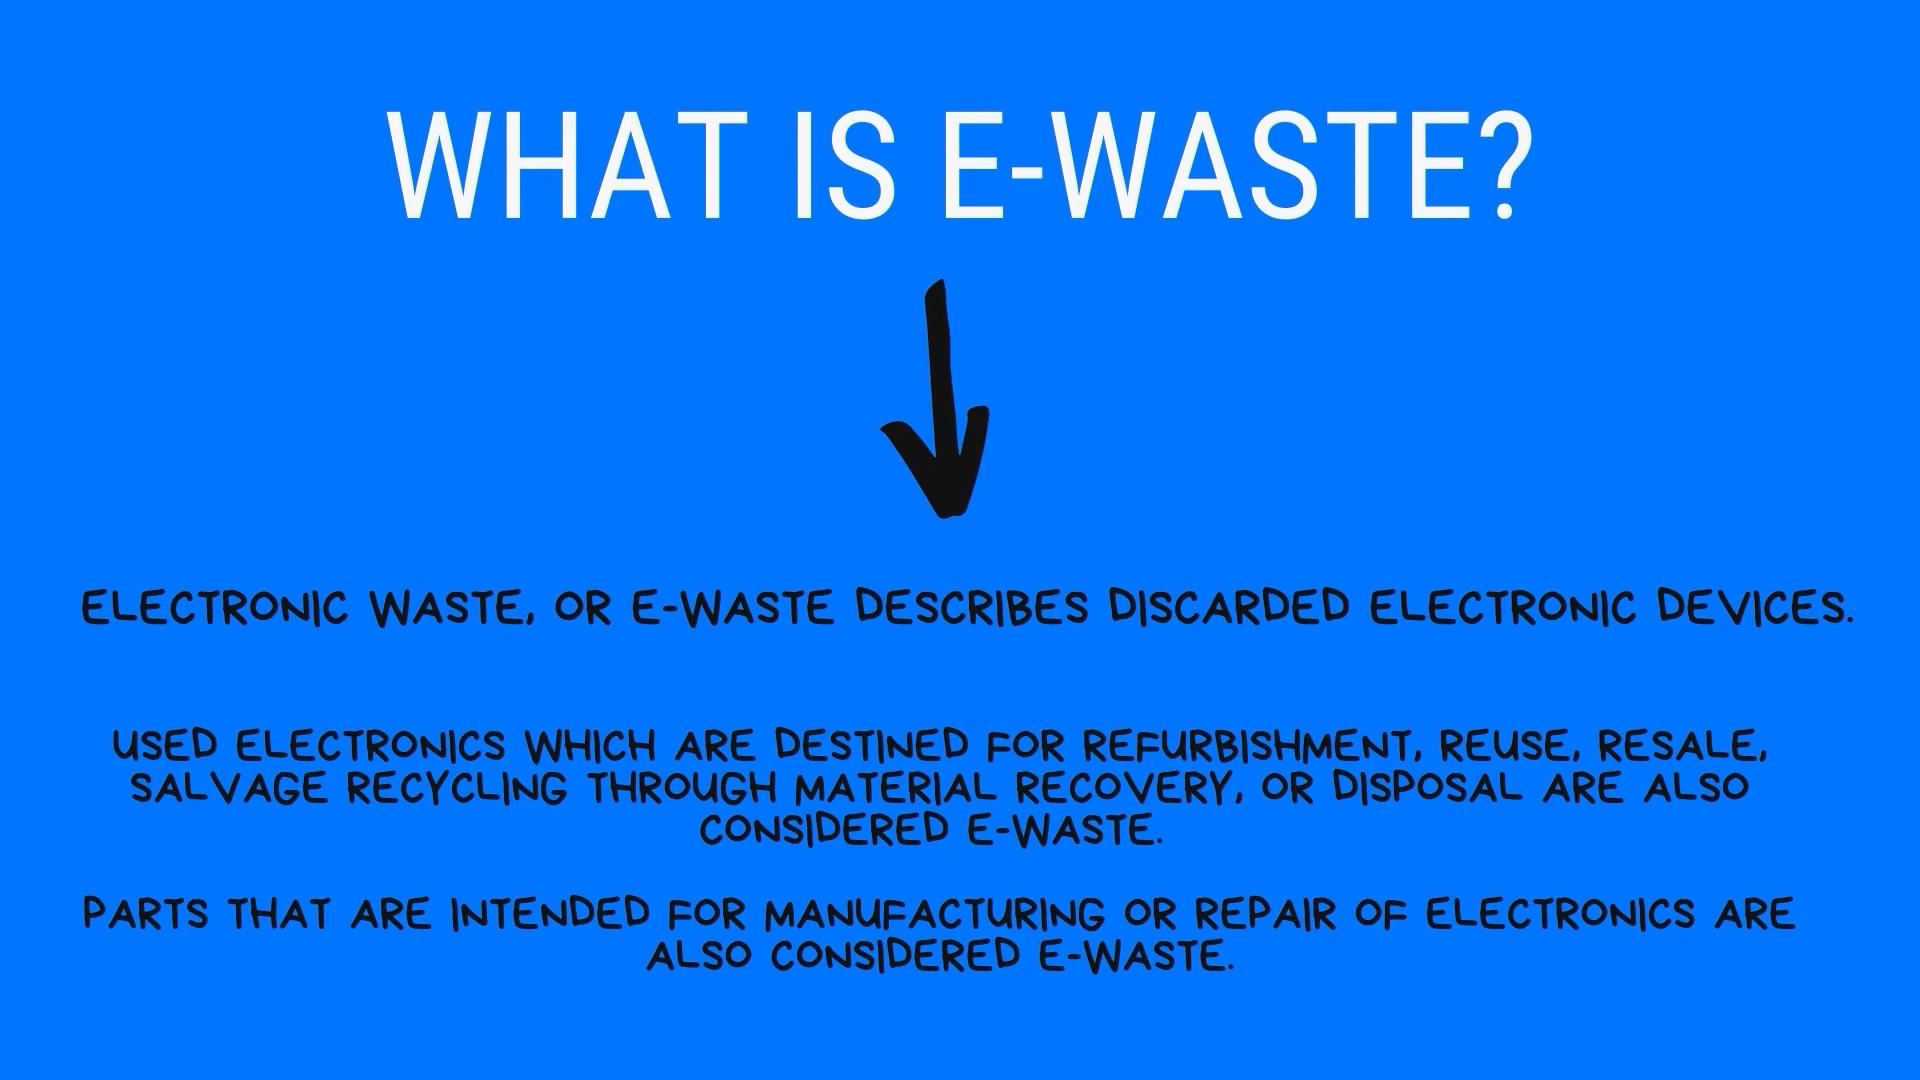 WHAT IS E-WASTE?
ELECTRONIC WASTE, OR E-WASTE DESCRIBES DISCARDED ELECTRONIC DEVICES.
USED ELECTRONICS WHICH ARE DESTINED FOR REFURBISHMENT, REUSE, RESALE,
SALVAGE RECYCLING THROUGH MATERIAL RECOVERY, OR DISPOSAL ARE ALSO
CONSIDERED E-WASTE.
PARTS THAT ARE INTENDED FOR MANUFACTURING OR REPAIR OF ELECTRONICS ARE
ALSO CONSIDERED E-WASTE.